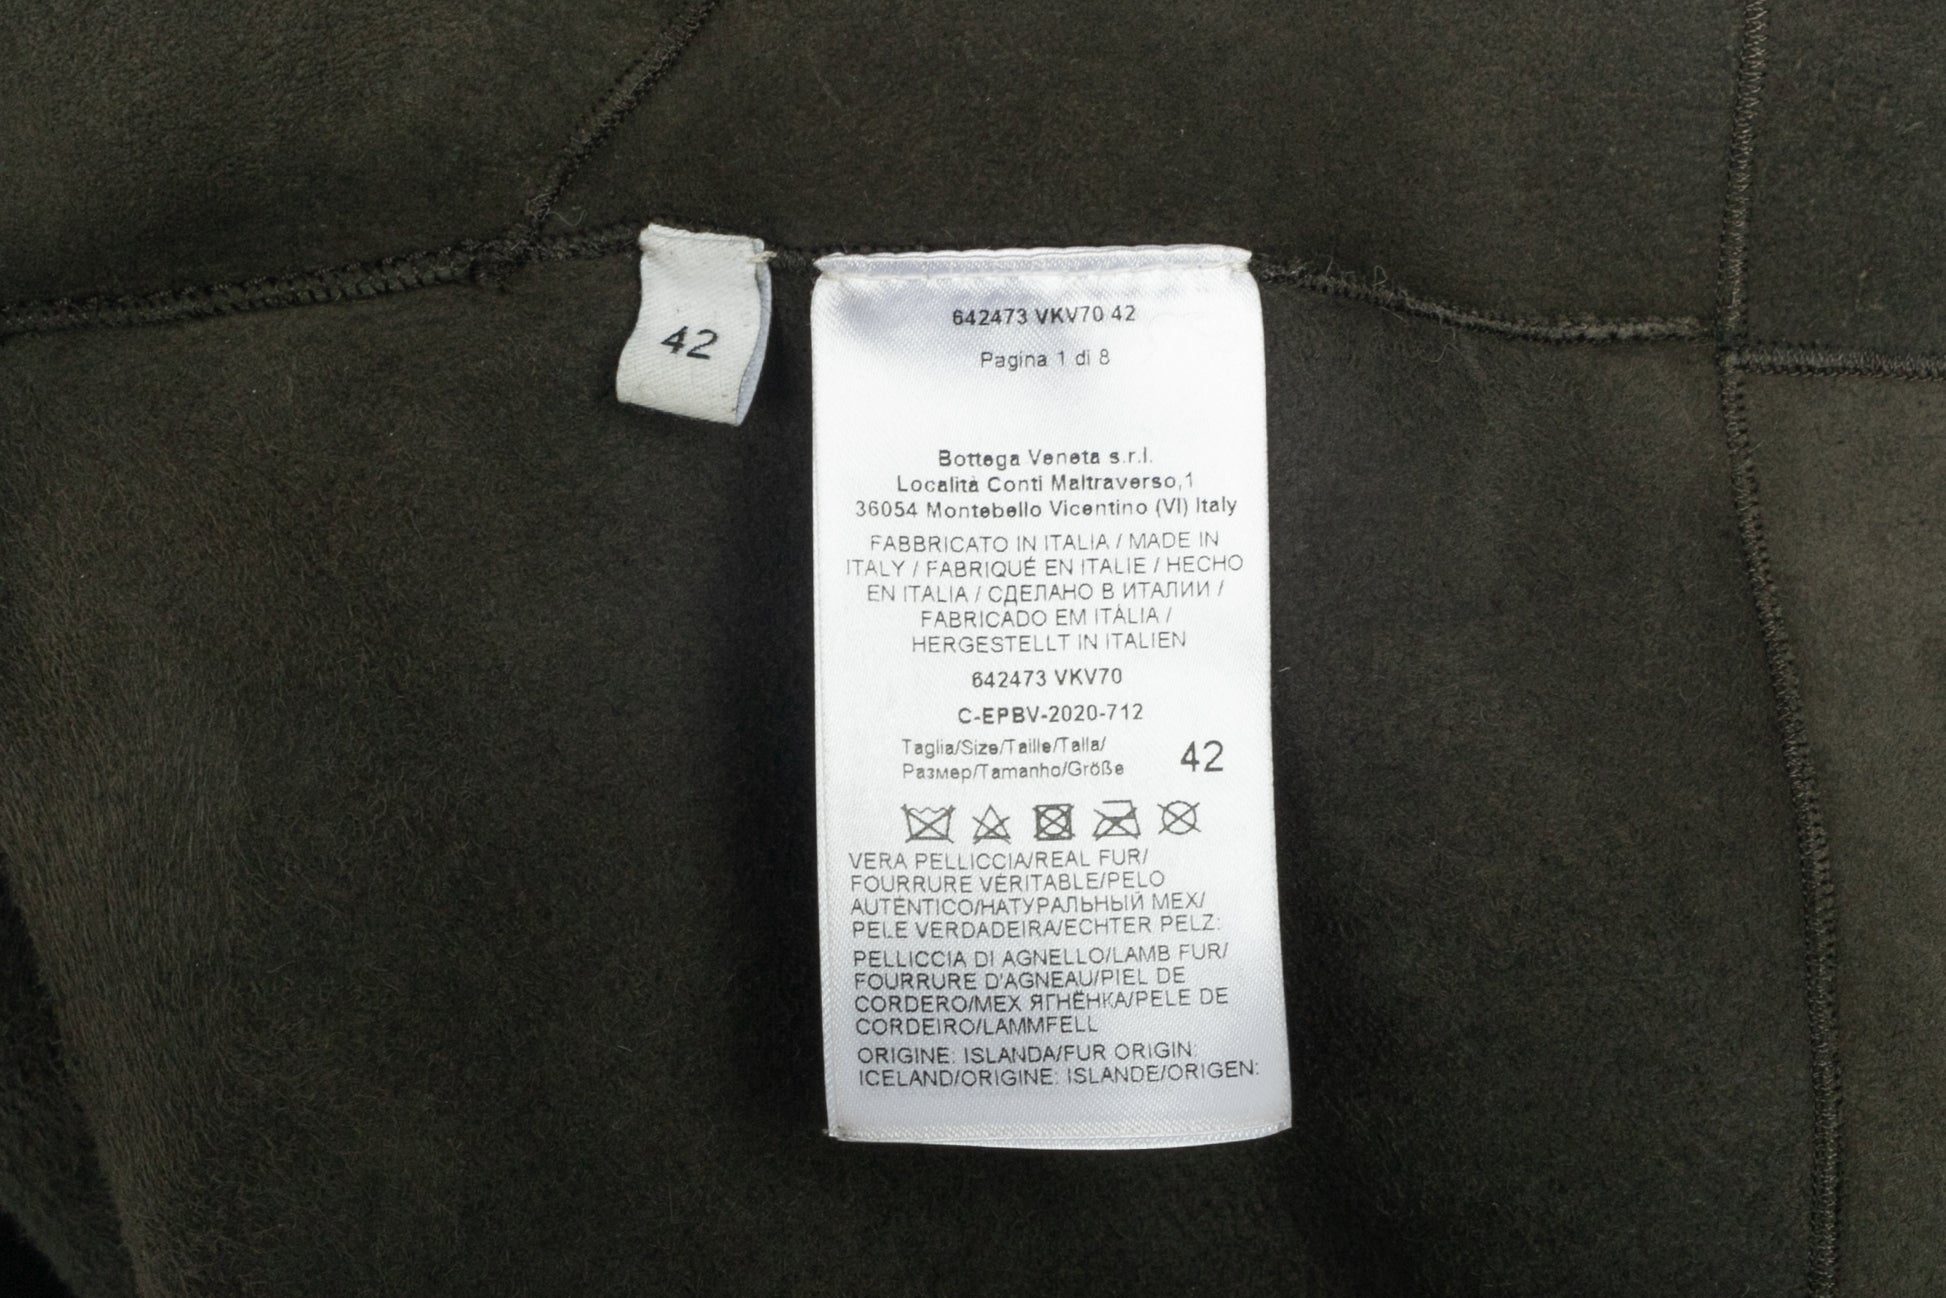 42
642473 VKV70 42
Pagina 1 di 8
Bottega Veneta s.r.l.
Località Conti Maltraverso,1
36054 Montebello Vicentino (VI) Italy
FABBRICATO IN ITALIA / MADE IN
ITALY / FABRIQUÉ EN ITALIE / HECHO
EN ITALIA / СДЕЛАНО В ИТАЛИИ /
FABRICADO EM ITÁLIA /
HERGESTELLT IN ITALIEN
642473 VKV70
C-EPBV-2020-712
Taglia/Size/Taille/Talla/
Размер/Tamanho/Größe
42
VERA PELLICCIA/REAL FUR/
FOURRURE VÉRITABLE/PELO
AUTÉNTICO/НАТУРАЛЬНЫЙ МЕХ/
PELE VERDADEIRA/ECHTER PELZ:
PELLICCIA DI AGNELLO/LAMB FUR/
FOURRURE D'AGNEAU/PIEL DE
CORDERO/МЕХ ЯГНЁНКА/PELE DE
CORDEIRO/LAMMFELL
ORIGINE: ISLANDA/FUR ORIGIN:
ICELAND/ORIGINE: ISLANDE/ORIGEN: